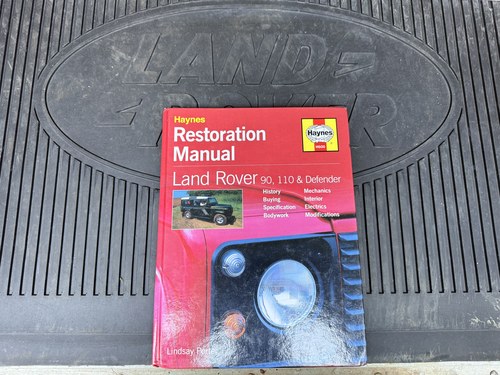 LAND
ROVER
Haynes
Restoration
Manual
Haynes
Land Rover 90, 110 & Defender
History Mechanics
Buying Interior
Specification Electrics
Bodywork Modifications
Lindsay